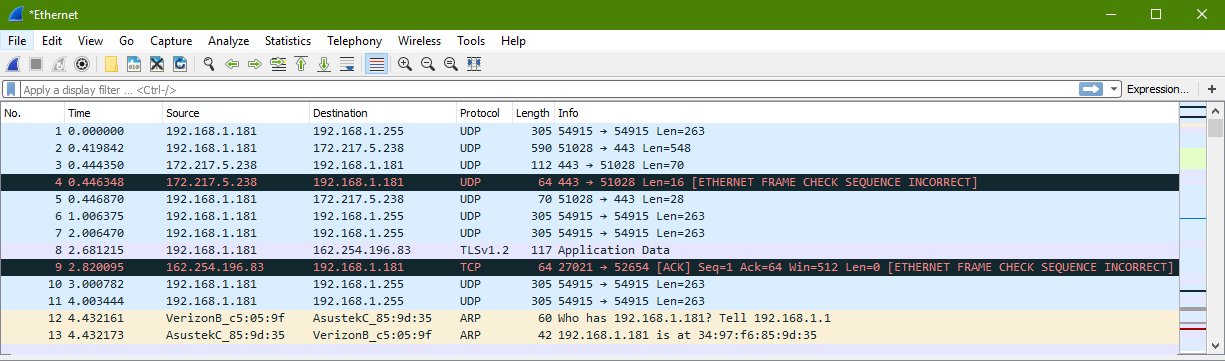 *Ethernet
File Edit View Go Capture Analyze Statistics Telephony Wireless Tools Help
Apply a display filter ... <Ctrl-/> Expression... +
No. Time Source Destination Protocol Length Info
1 0.000000 192.168.1.181 192.168.1.255 UDP 305 54915 → 54915 Len=263
2 0.419842 192.168.1.181 172.217.5.238 UDP 590 51028 → 443 Len=548
3 0.444350 172.217.5.238 192.168.1.181 UDP 112 443 → 51028 Len=70
4 0.446348 172.217.5.238 192.168.1.181 UDP 64 443 → 51028 Len=16 [ETHERNET FRAME CHECK SEQUENCE INCORRECT]
5 0.446870 192.168.1.181 172.217.5.238 UDP 70 51028 → 443 Len=28
6 1.006375 192.168.1.181 192.168.1.255 UDP 305 54915 → 54915 Len=263
7 2.006470 192.168.1.181 192.168.1.255 UDP 305 54915 → 54915 Len=263
8 2.681215 192.168.1.181 162.254.196.83 TLSv1.2 117 Application Data
9 2.820095 162.254.196.83 192.168.1.181 TCP 64 27021 → 52654 [ACK] Seq=1 Ack=64 Win=512 Len=0 [ETHERNET FRAME CHECK SEQUENCE INCORRECT]
10 3.000782 192.168.1.181 192.168.1.255 UDP 305 54915 → 54915 Len=263
11 4.003444 192.168.1.181 192.168.1.255 UDP 305 54915 → 54915 Len=263
12 4.432161 VerizonB_c5:05:9f AsustekC_85:9d:35 ARP 60 Who has 192.168.1.181? Tell 192.168.1.1
13 4.432173 AsustekC_85:9d:35 VerizonB_c5:05:9f ARP 42 192.168.1.181 is at 34:97:f6:85:9d:35